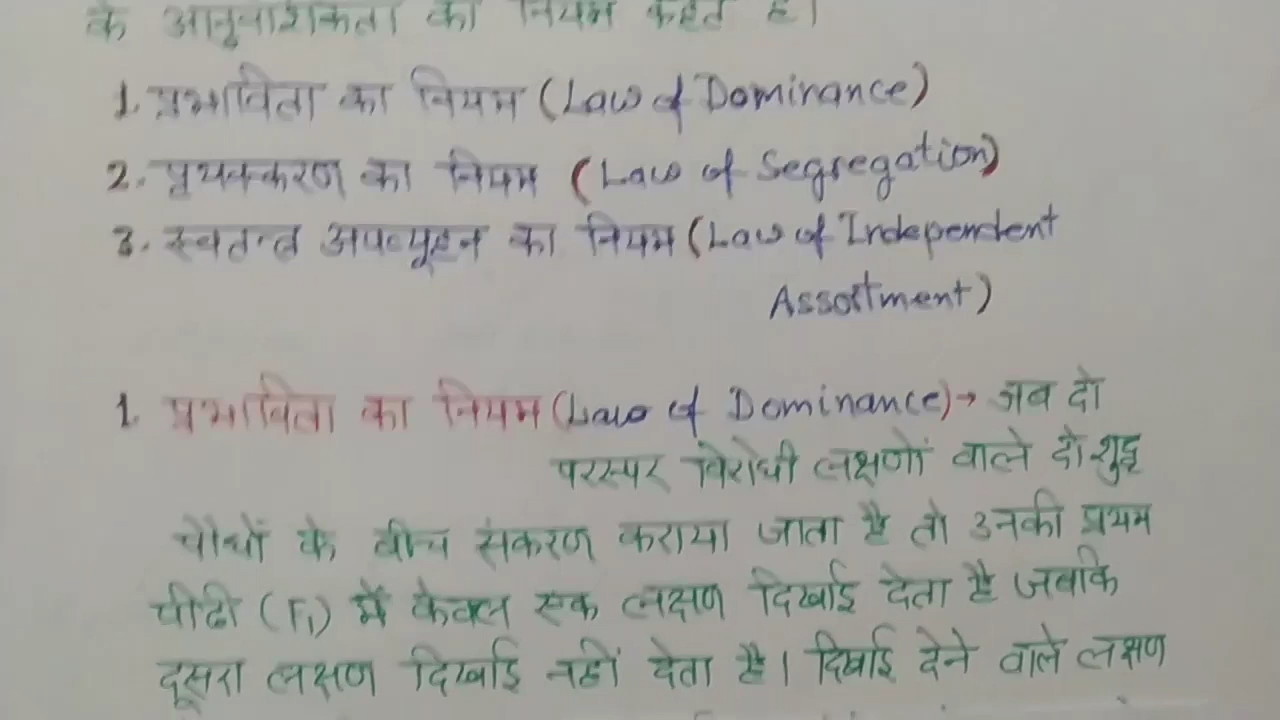 के आनुवांशिकता का नियम कहते है।
1. प्रभाविता का नियम (Law of Dominance)
2. पृथक्करण का नियम (Law of Segregation)
3. स्वतन्त्र अपव्यूहन का नियम (Law of Independent
Assortment)
1. प्रभाविता का नियम (Law of Dominance)→ जब दो
परस्पर विरोधी लक्षणों वाले दो शुद्ध
पौधों के बीच संकरण कराया जाता है तो उनकी प्रथम
पीढी (F₁) में केवल एक लक्षण दिखाई देता है जबकि
दूसरा लक्षण दिखाई नहीं देता है। दिखाई देने वाले लक्षण